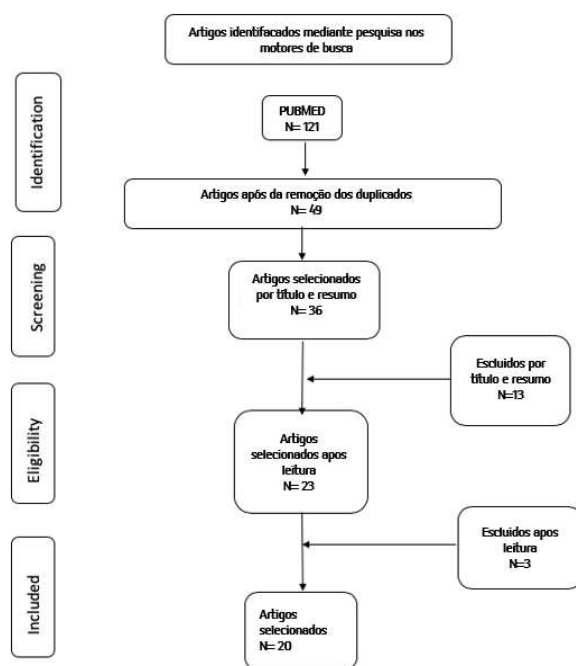 Artigos identifacados mediante pesquisa nos
motores de busca
Identification
PUBMED
N= 121
Artigos após da remoção dos duplicados
N= 49
Screening
Artigos selecionados
por título e resumo
N= 36
Escluidos por
título e resumo
N=13
Eligibility
Artigos
selecionados apos
leitura
N= 23
Escluidos apos
leitura
N=3
Included
Artigos
selecionados
N= 20